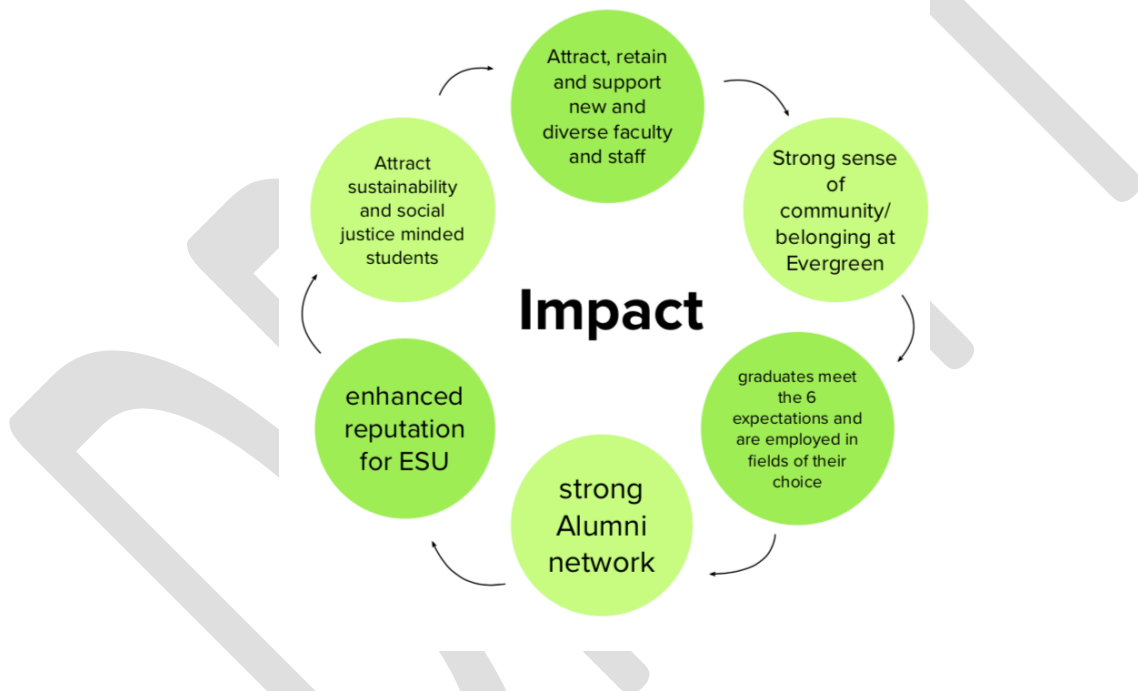 Attract, retain
and support
new and
diverse faculty
and staff
Strong sense
of
community/
belonging at
Evergreen
graduates meet
the 6
expectations and
are employed in
fields of their
choice
strong
Alumni
network
enhanced
reputation
for ESU
Attract
sustainability
and social
justice minded
students
Impact